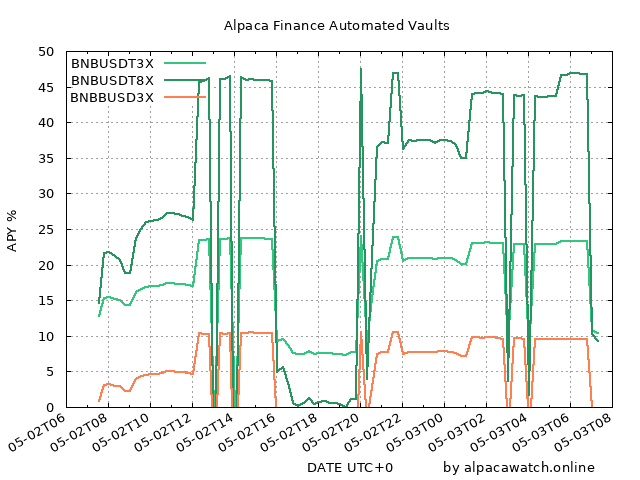 Alpaca Finance Automated Vaults
BNBUSDT3X
BNBUSDT8X
BNBBUSD3X
APY %
50
45
40
35
30
25
20
15
10
5
0
05-02T06
05-02T08
05-02T10
05-02T12
05-02T14
05-02T16
05-02T18
05-02T20
05-02T22
05-03T00
05-03T02
05-03T04
05-03T06
05-03T08
DATE UTC+0
by alpacawatch.online